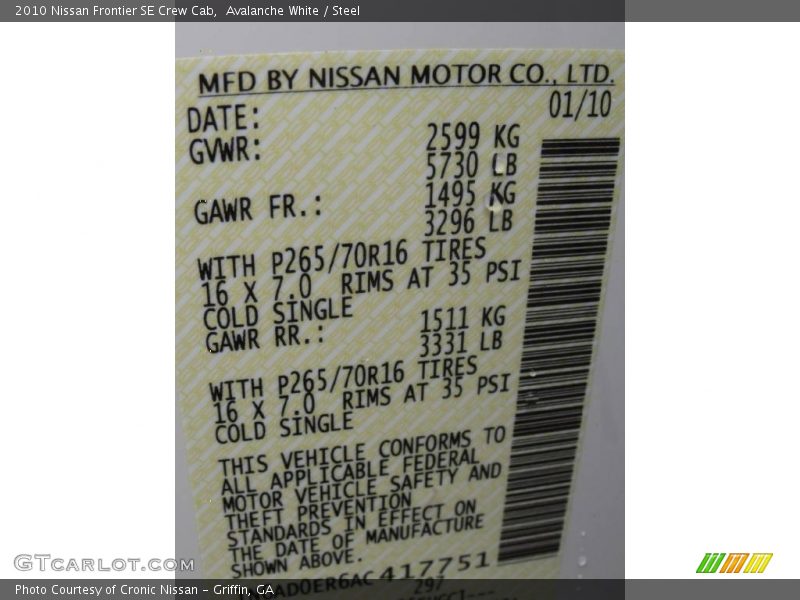 2010 Nissan Frontier SE Crew Cab, Avalanche White / Steel
MFD BY NISSAN MOTOR CO., LTD.
DATE: 01/10
GVWR: 2599 KG
5730 LB
GAWR FR.: 1495 KG
3296 LB
WITH P265/70R16 TIRES
16 X 7.0 RIMS AT 35 PSI
COLD SINGLE
GAWR RR.: 1511 KG
3331 LB
WITH P265/70R16 TIRES
16 X 7.0 RIMS AT 35 PSI
COLD SINGLE
THIS VEHICLE CONFORMS TO
ALL APPLICABLE FEDERAL
MOTOR VEHICLE SAFETY AND
THEFT PREVENTION
STANDARDS IN EFFECT ON
THE DATE OF MANUFACTURE
SHOWN ABOVE.
297
GTCARLOT.COM
Photo Courtesy of Cronic Nissan - Griffin, GA